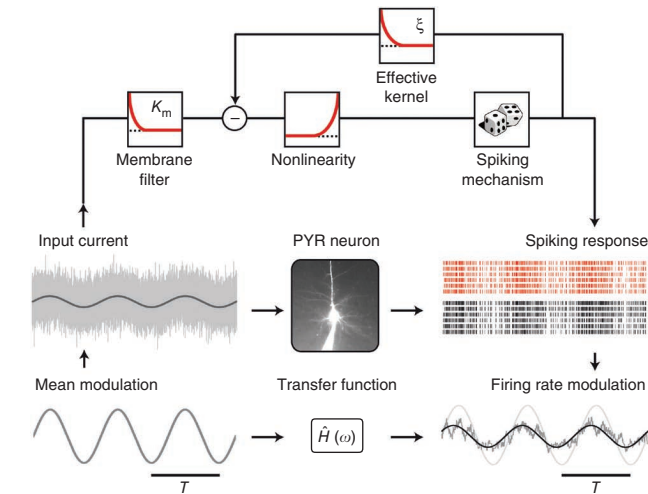 ξ
Effective
kernel
Km
−
Membrane
filter
Nonlinearity
Spiking
mechanism
Input current
PYR neuron
Spiking response
Mean modulation
Transfer function
Firing rate modulation
Ĥ (ω)
T
T